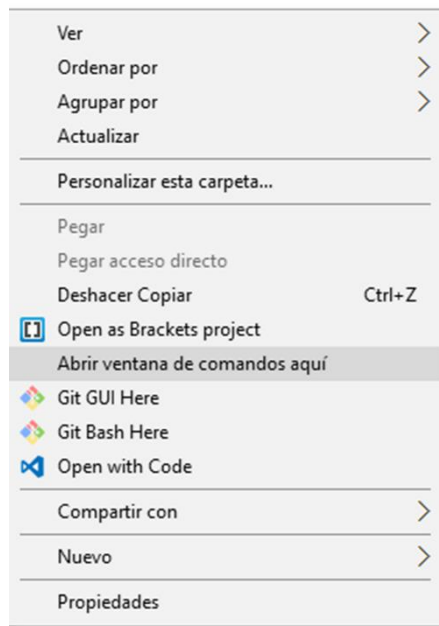 Ver
Ordenar por
Agrupar por
Actualizar
Personalizar esta carpeta...
Pegar
Pegar acceso directo
Deshacer Copiar Ctrl+Z
Open as Brackets project
Abrir ventana de comandos aquí
Git GUI Here
Git Bash Here
Open with Code
Compartir con
Nuevo
Propiedades